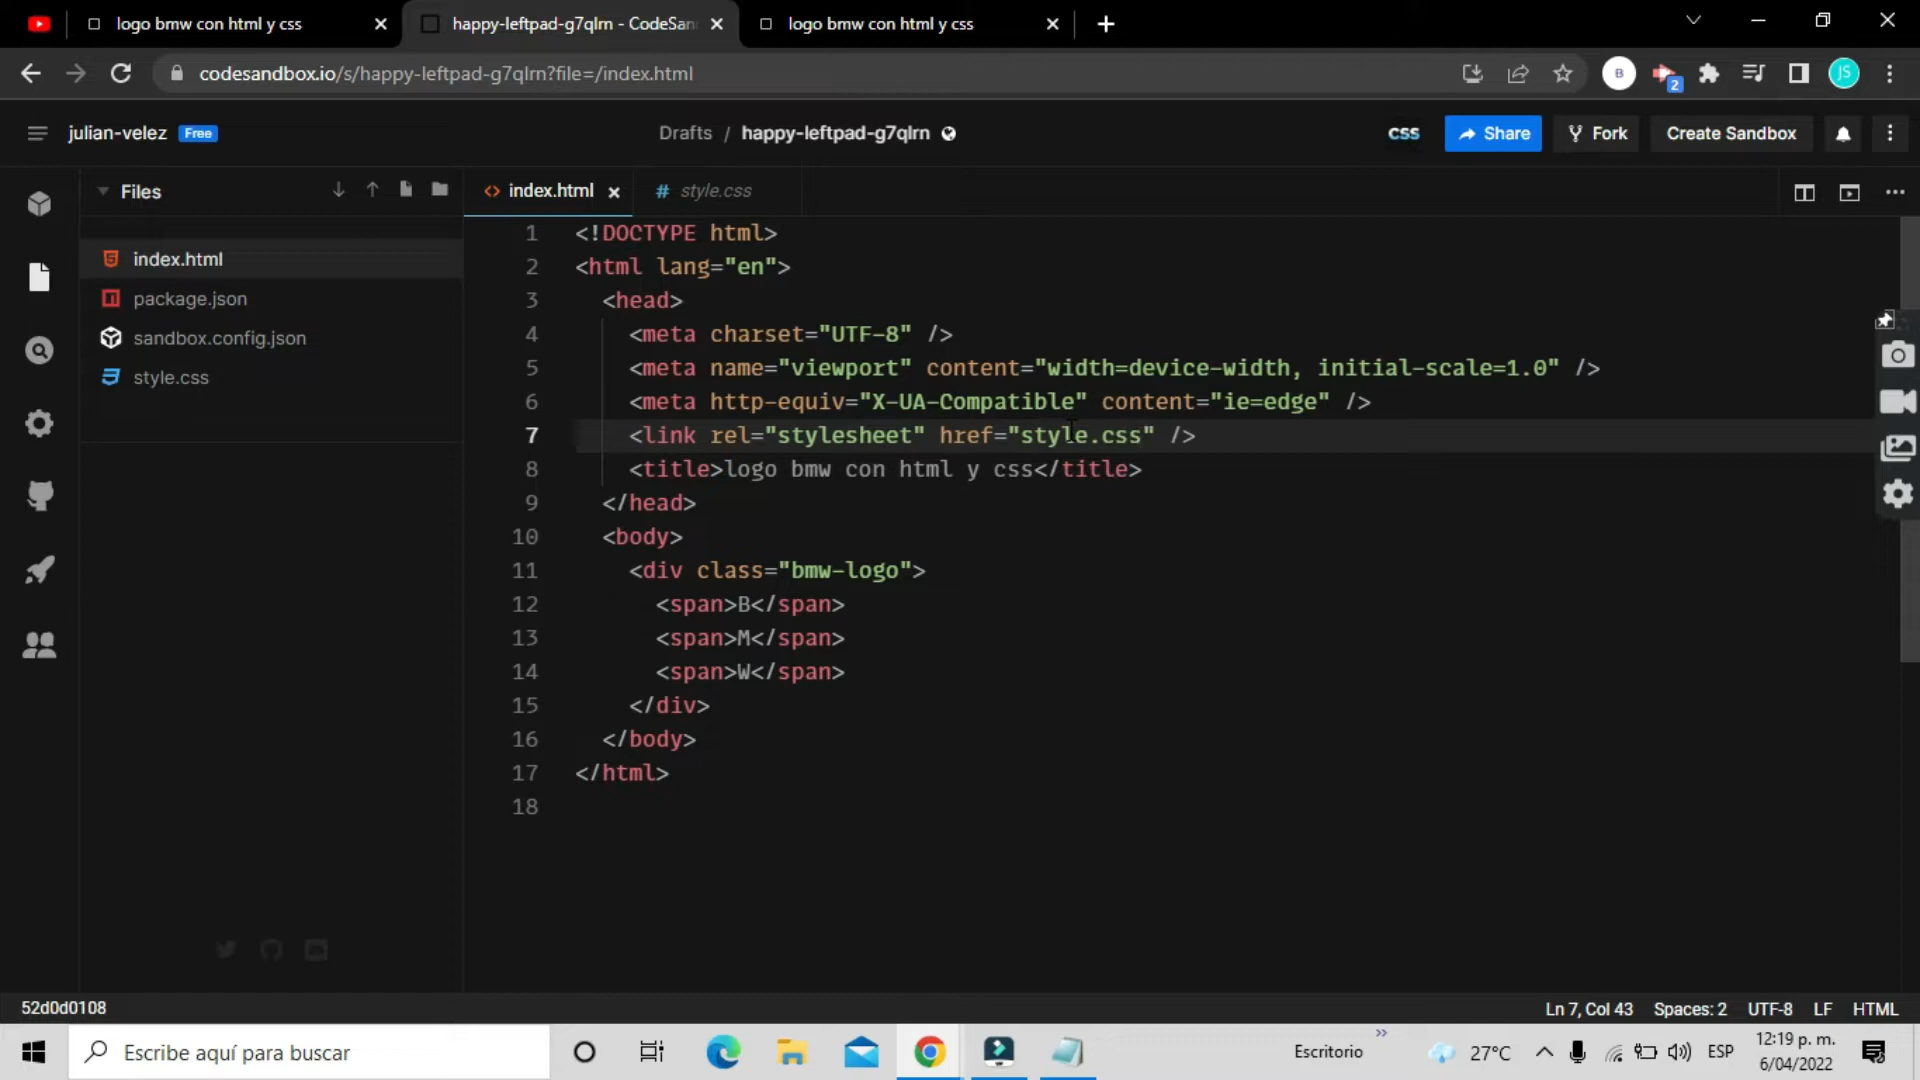 logo bmw con html y css
happy-leftpad-g7qlrn - CodeSan
logo bmw con html y css
codesandbox.io/s/happy-leftpad-g7qlrn?file=/index.html
B
2
JS
julian-velez Free
Drafts / happy-leftpad-g7qlrn
CSS
Share
Fork
Create Sandbox
Files
index.html
package.json
sandbox.config.json
style.css
index.html
# style.css
1 <!DOCTYPE html>
2 <html lang="en">
3 <head>
4 <meta charset="UTF-8" />
5 <meta name="viewport" content="width=device-width, initial-scale=1.0" />
6 <meta http-equiv="X-UA-Compatible" content="ie=edge" />
7 <link rel="stylesheet" href="style.css" />
8 <title>logo bmw con html y css</title>
9 </head>
10 <body>
11 <div class="bmw-logo">
12 <span>B</span>
13 <span>M</span>
14 <span>W</span>
15 </div>
16 </body>
17 </html>
18
52d0d0108
Ln 7, Col 43 Spaces: 2 UTF-8 LF HTML
Escribe aquí para buscar
Escritorio
27°C
ESP
12:19 p. m.
6/04/2022